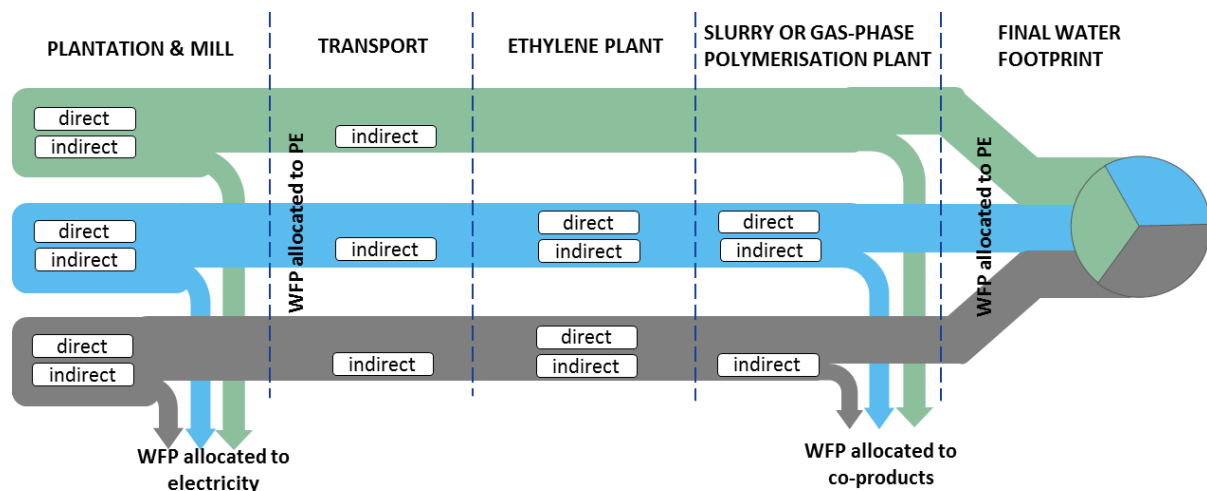 PLANTATION & MILL
TRANSPORT
ETHYLENE PLANT
SLURRY OR GAS-PHASE
POLYMERISATION PLANT
FINAL WATER
FOOTPRINT
direct
indirect
indirect
WFP allocated to PE
WFP allocated to PE
direct
indirect
indirect
direct
indirect
direct
indirect
direct
indirect
indirect
direct
indirect
indirect
WFP allocated to
electricity
WFP allocated to
co-products